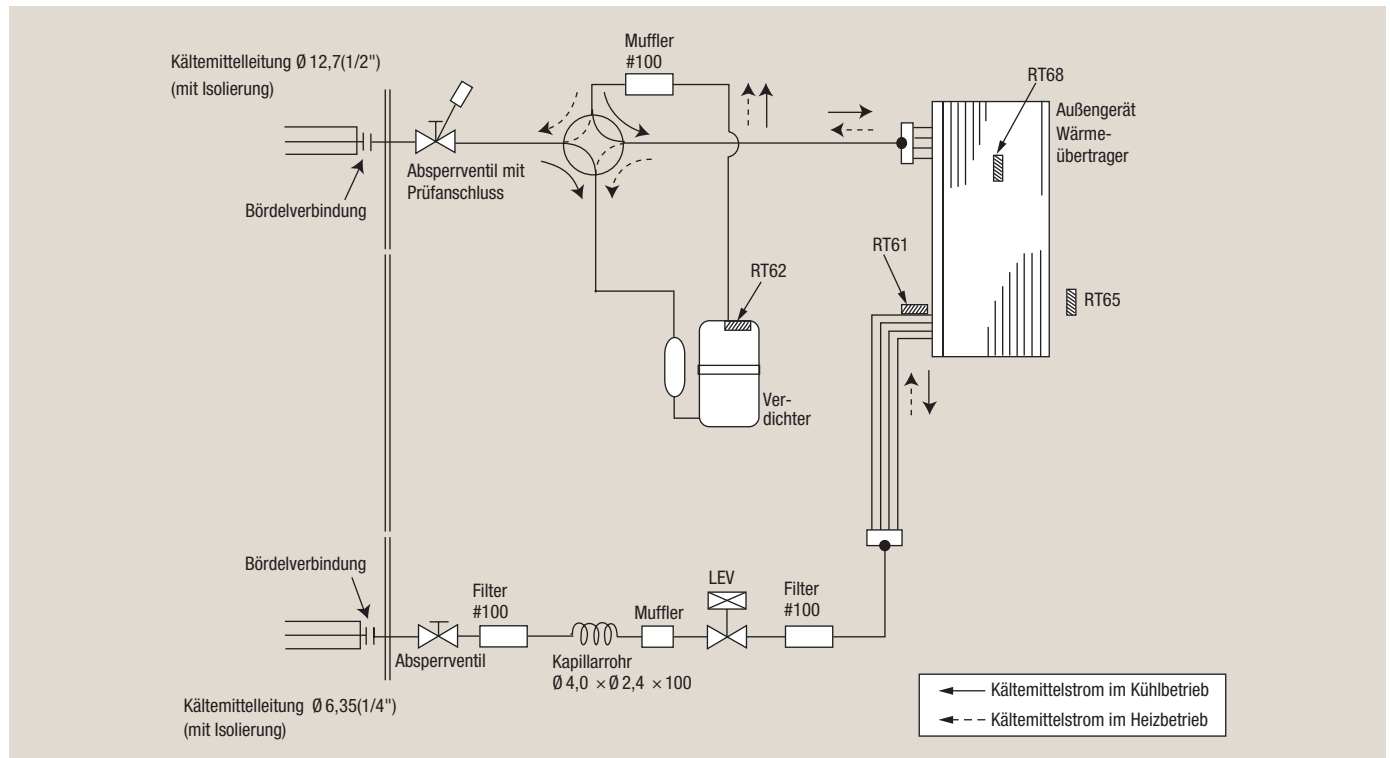 Kältemittelleitung Ø 12,7(1/2")
(mit Isolierung)
Muffler
#100
RT68
Außengerät
Wärme-
übertrager
Absperrventil mit
Prüfanschluss
Bördelverbindung
RT61
RT62
RT65
Ver-
dichter
Bördelverbindung
Filter
#100
LEV
Filter
#100
Muffler
Absperrventil
Kapillarrohr
Ø 4,0 × Ø 2,4 × 100
Kältemittelleitung Ø 6,35(1/4")
(mit Isolierung)
Kältemittelstrom im Kühlbetrieb
Kältemittelstrom im Heizbetrieb